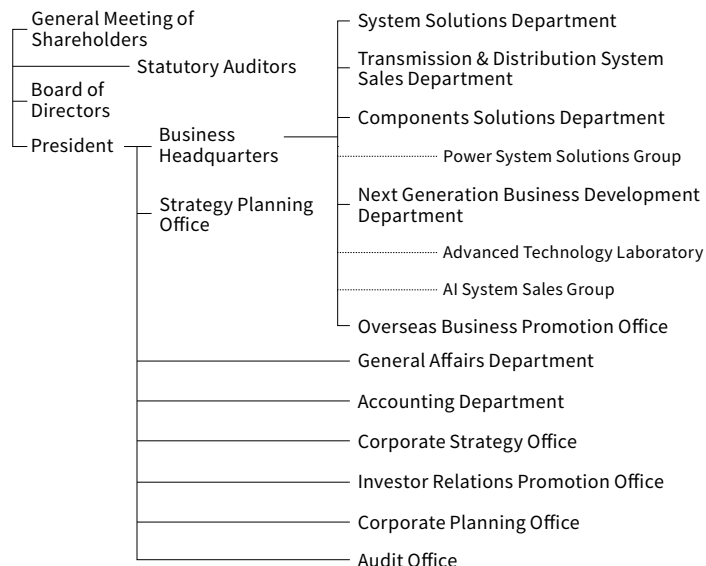 General Meeting of
Shareholders
Statutory Auditors
Board of
Directors
President
Business
Headquarters
Strategy Planning
Office
System Solutions Department
Transmission & Distribution System
Sales Department
Components Solutions Department
Power System Solutions Group
Next Generation Business Development
Department
Advanced Technology Laboratory
AI System Sales Group
Overseas Business Promotion Office
General Affairs Department
Accounting Department
Corporate Strategy Office
Investor Relations Promotion Office
Corporate Planning Office
Audit Office